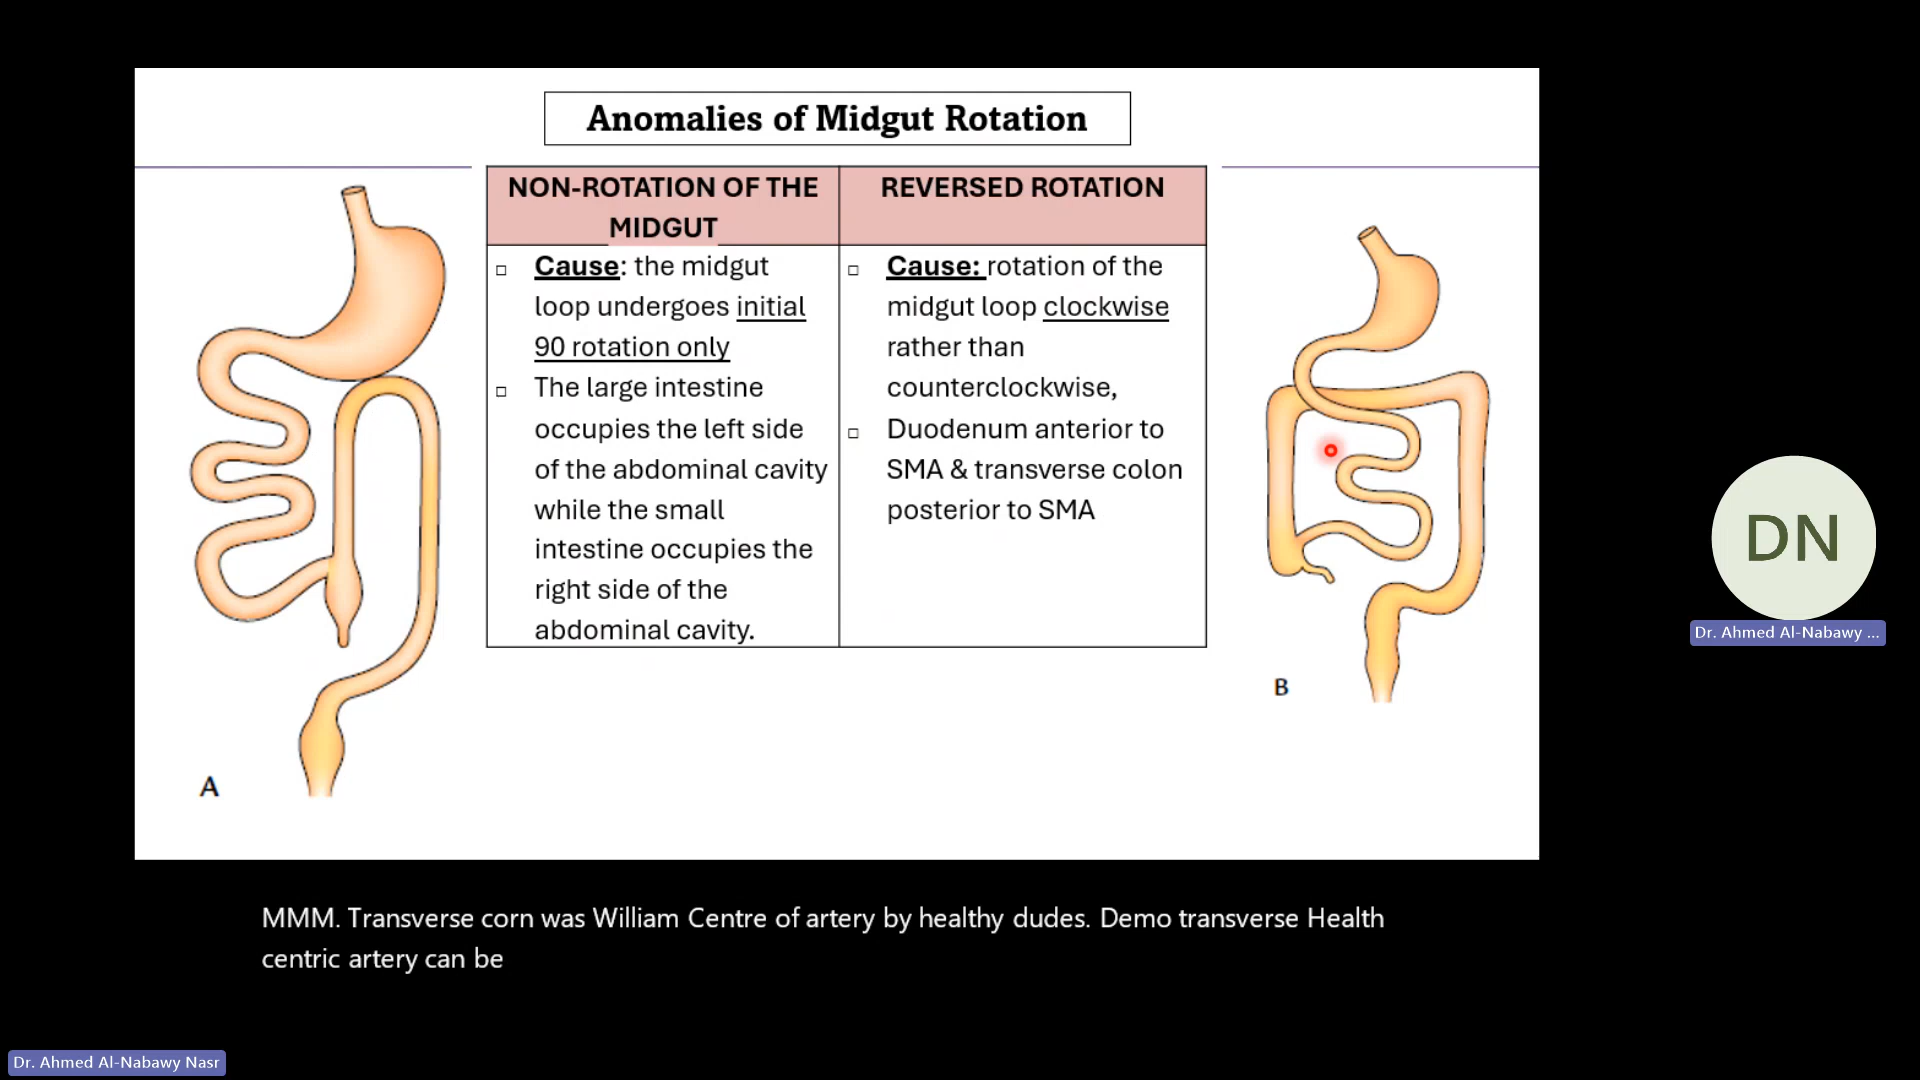 Anomalies of Midgut Rotation
NON-ROTATION OF THE
MIDGUT
REVERSED ROTATION
□ Cause: the midgut
loop undergoes initial
90 rotation only
□ The large intestine
occupies the left side
of the abdominal cavity
while the small
intestine occupies the
right side of the
abdominal cavity.
□ Cause: rotation of the
midgut loop clockwise
rather than
counterclockwise,
□ Duodenum anterior to
SMA & transverse colon
posterior to SMA
A
B
DN
Dr. Ahmed Al-Nabawy ...
MMM. Transverse corn was William Centre of artery by healthy dudes. Demo transverse Health
centric artery can be
Dr. Ahmed Al-Nabawy Nasr